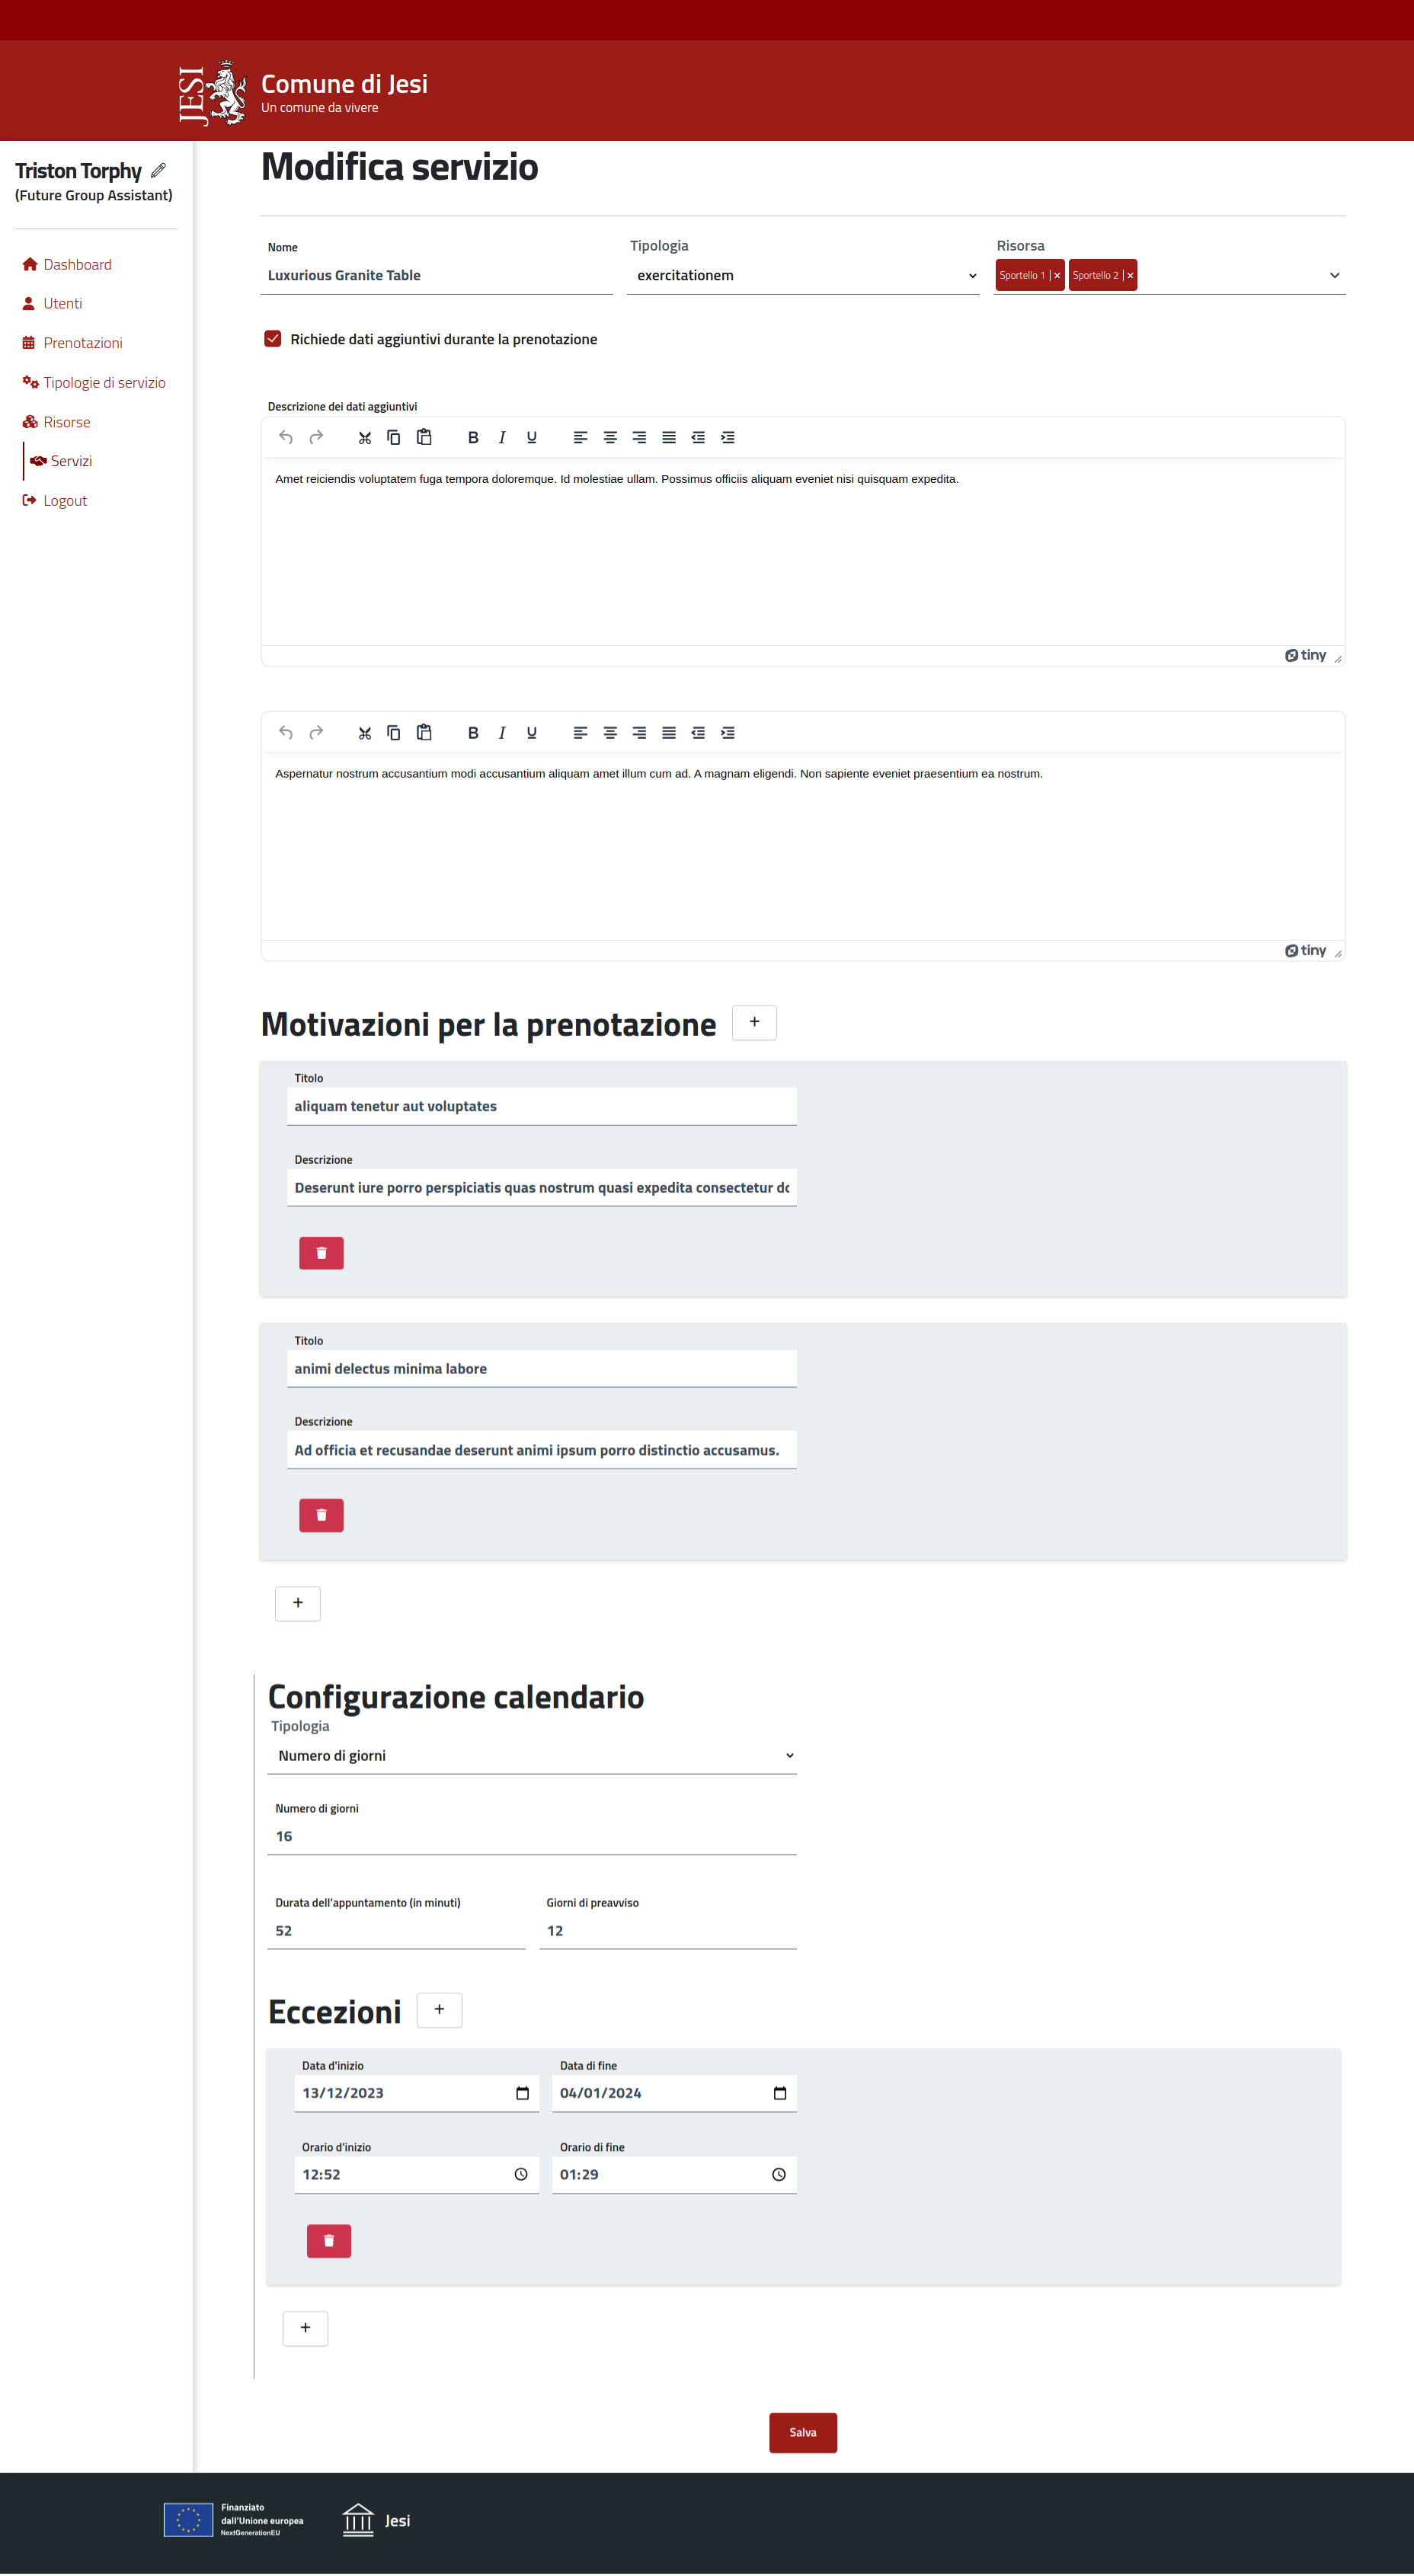 JESI
Comune di Jesi
Un comune da vivere
Triston Torphy
(Future Group Assistant)
Dashboard
Utenti
Prenotazioni
Tipologie di servizio
Risorse
Servizi
Logout
Modifica servizio
Nome
Tipologia
Risorsa
Luxurious Granite Table
exercitationem
Sportello 1
Sportello 2
Richiede dati aggiuntivi durante la prenotazione
Descrizione dei dati aggiuntivi
Amet reiciendis voluptatem fuga tempora doloremque. Id molestiae ullam. Possimus officiis aliquam eveniet nisi quisquam expedita.
tiny
Aspernatur nostrum accusantium modi accusantium aliquam amet illum cum ad. A magnam eligendi. Non sapiente eveniet praesentium ea nostrum.
tiny
Motivazioni per la prenotazione
+
Titolo
aliquam tenetur aut voluptates
Descrizione
Deserunt iure porro perspiciatis quas nostrum quasi expedita consectetur
Titolo
animi delectus minima labore
Descrizione
Ad officia et recusandae deserunt animi ipsum porro distinctio accusamus.
+
Configurazione calendario
Tipologia
Numero di giorni
Numero di giorni
16
Durata dell'appuntamento (in minuti)
Giorni di preavviso
52
12
Eccezioni
+
Data d'inizio
Data di fine
13/12/2023
04/01/2024
Orario d'inizio
Orario di fine
12:52
01:29
+
Salva
Finanziato
dall'Unione europea
NextGenerationEU
Jesi